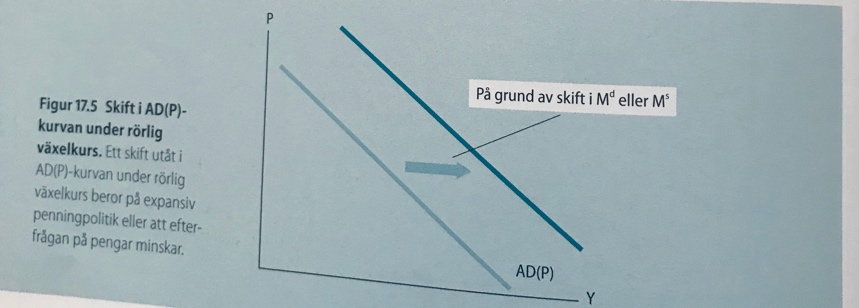 P
På grund av skift i Mᵈ eller Mˢ
Figur 17.5 Skift i AD(P)-
kurvan under rörlig
växelkurs. Ett skift utåt i
AD(P)-kurvan under rörlig
växelkurs beror på expansiv
penningpolitik eller att efter-
frågan på pengar minskar.
AD(P)
Y